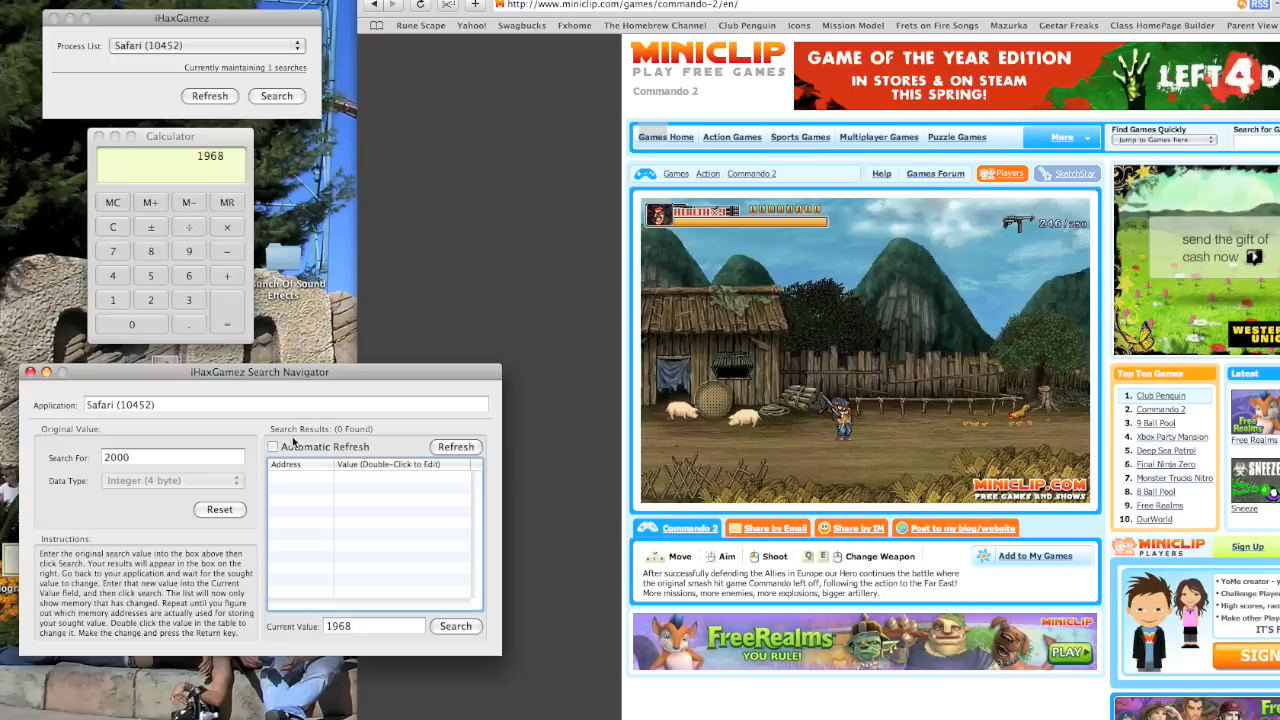 iHaxGamez
Process List: Safari (10452)
Currently maintaining 1 searches
Refresh Search
Calculator
1968
MC M+ M- MR
C ± ÷ ×
7 8 9 −
4 5 6 +
1 2 3
0 . =
unch Of Sound
Effects
iHaxGamez Search Navigator
Application: Safari (10452)
Original Value:
Search For: 2000
Data Type: Integer (4 byte)
Reset
Instructions:
Enter the original search value into the box above then
click Search. Your results will appear in the box on the
right. Go back to your application and wait for the sought
value to change. Enter that new value into the Current
Value field, and then click search. The list will now only
show memory that has changed. Repeat until you figure
out which memory addresses are actually used for storing
your sought value. Double click the value in table to
change it. Make the change and press the Return key.
Search Results: (0 Found)
Automatic Refresh Refresh
Address Value (Double-Click to Edit)
Current Value: 1968 Search
http://www.miniclip.com/games/commando-2/en/
RSS
Rune Scape Yahoo! Swagbucks Fxhome The Homebrew Channel Club Penguin Icons Mission Model Frets on Fire Songs Mazurka Geetar Freaks Class HomePage Builder Parent View
MINICLIP
PLAY FREE GAMES
Commando 2
GAME OF THE YEAR EDITION
IN STORES & ON STEAM
THIS SPRING!
LEFT4D
Games Home Action Games Sports Games Multiplayer Games Puzzle Games More
Find Games Quickly
Jump to Games here
Search for G
Games Action Commando 2 Help Games Forum Players SketchStar
HEALTH×9
246/250
MINICLIP.COM
FREE GAMES AND SHOWS
Commando 2 Share by Email Share by IM Post to my blog/website
Move Aim Shoot Q E Change Weapon
Add to My Games
After successfully defending the Allies in Europe our Hero continues the battle where
the original smash hit game Commando left off, following the action to the Far East!
More missions, more enemies, more explosions, bigger artillery.
FreeRealms
YOU RULE!
MINICLIP
PLAY
send the gift of
cash now
WESTER
UNIO
Top Ten Games
1. Club Penguin
2. Commando 2
3. 9 Ball Pool
4. Xbox Party Mansion
5. Deep Sea Patrol
6. Final Ninja Zero
7. Monster Trucks Nitro
8. 8 Ball Pool
9. Free Realms
10. OurWorld
Latest
Free Realms
SNEEZE
Sneeze
MINICLIP
PLAYERS
Sign Up
• YoMe creator - y
• Challenge Player
• High scores, ran
• Make other Playe
IT'S F
SIGN